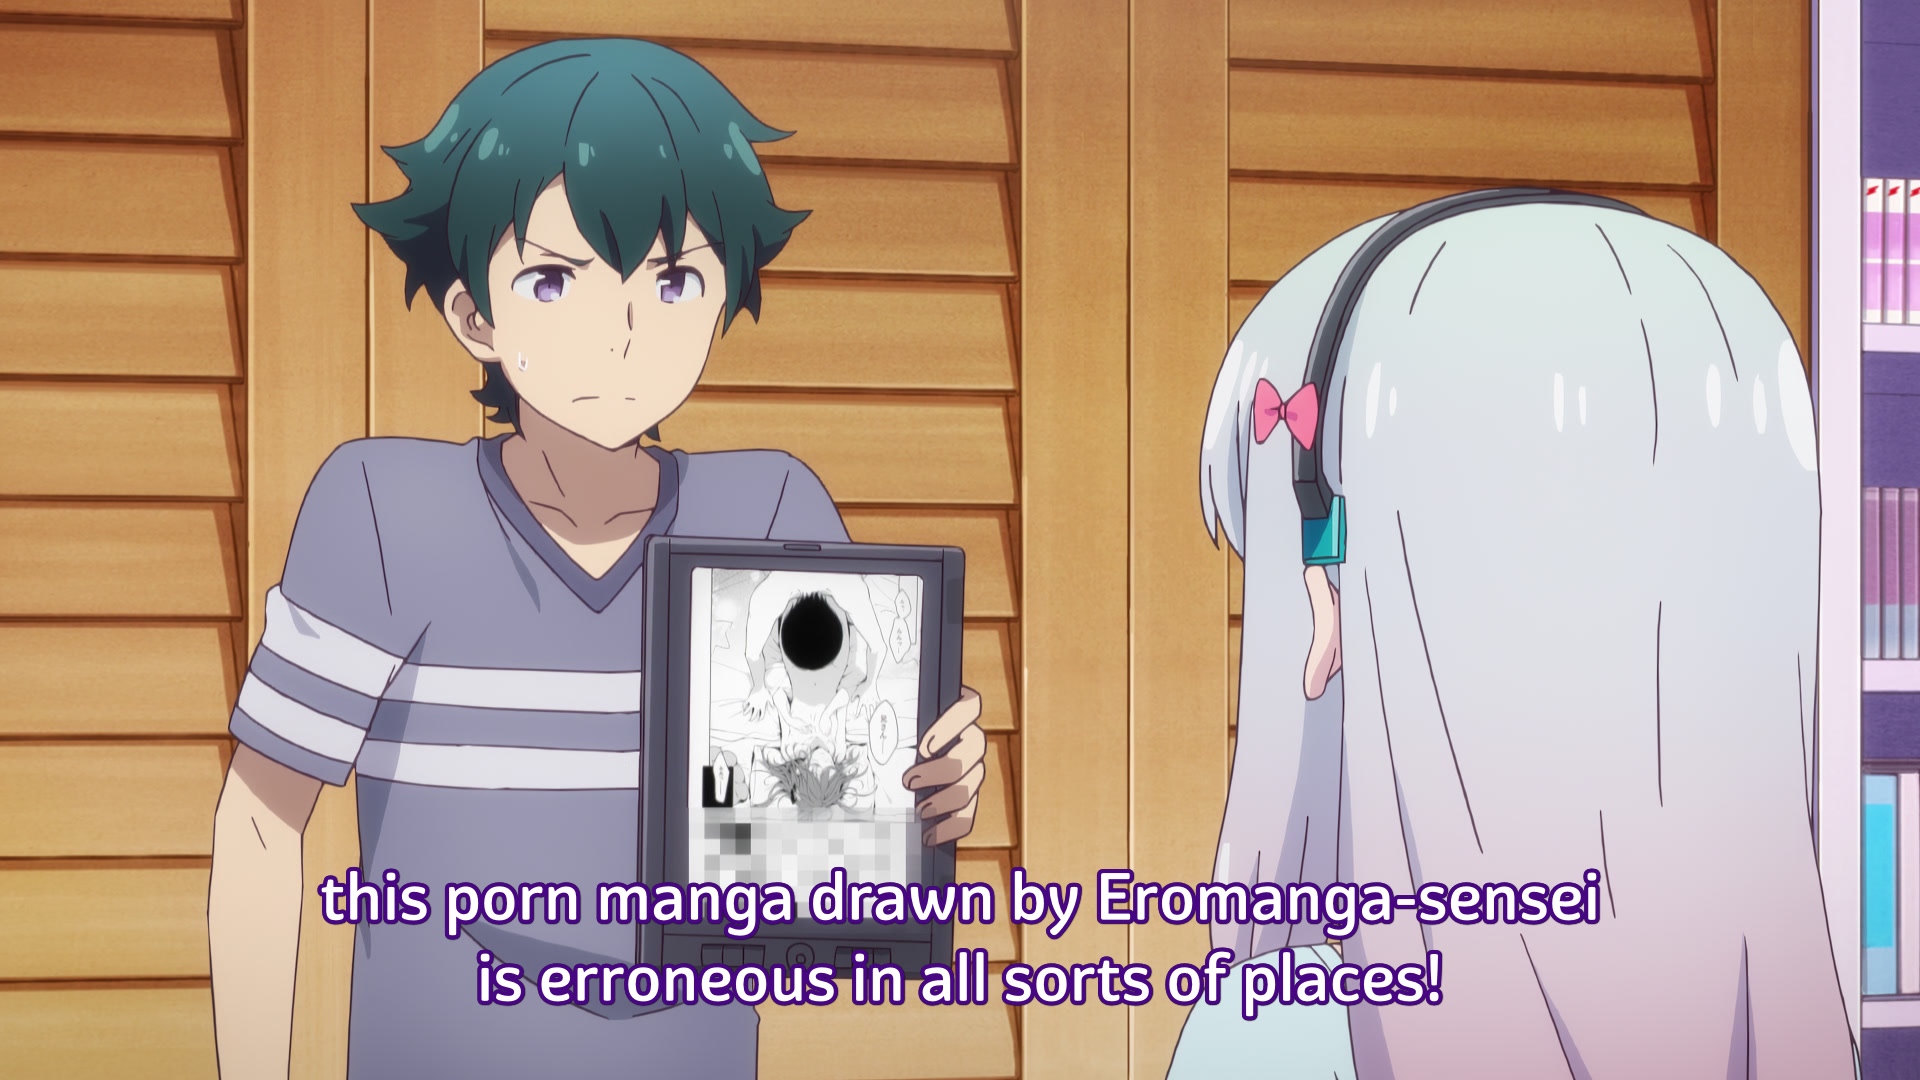 this porn manga drawn by Eromanga-sensei
is erroneous in all sorts of places!